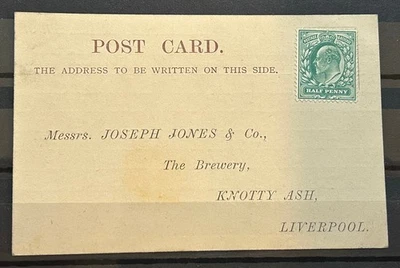 POST CARD.
THE ADDRESS TO BE WRITTEN ON THIS SIDE.
HALF PENNY
Messrs. JOSEPH JONES & Co.,
The Brewery,
KNOTTY ASH,
LIVERPOOL.